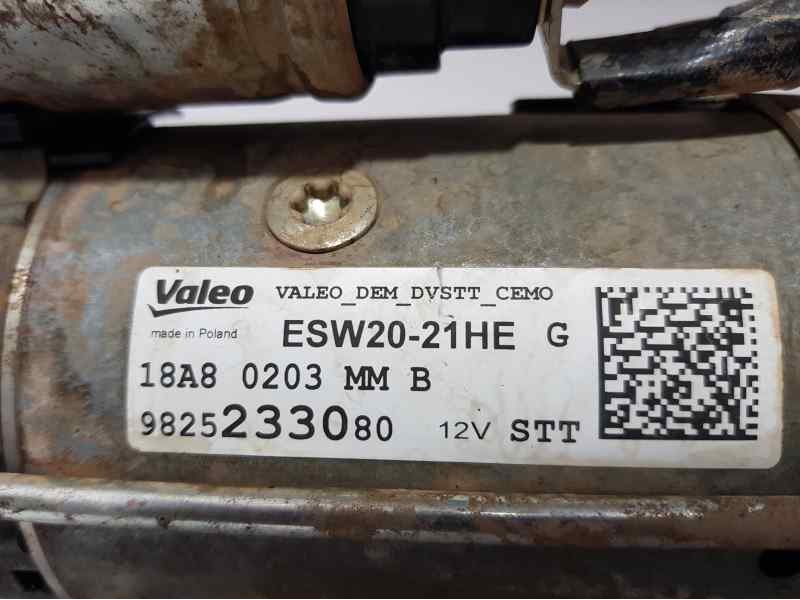 Valeo VALEO_DEM_DVSTT_CEMO
made in Poland ESW20-21HE G
18A8 0203 MM B
9825233080 12V STT